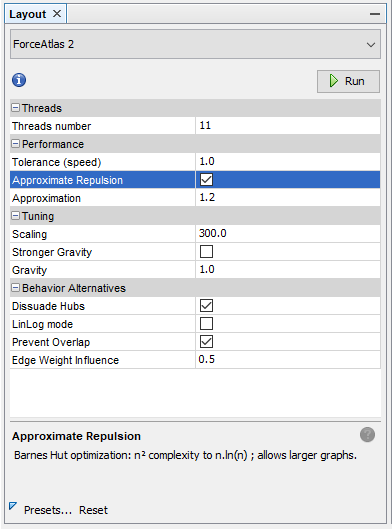 Layout
ForceAtlas 2
Run
Threads
Threads number 11
Performance
Tolerance (speed) 1.0
Approximate Repulsion
Approximation 1.2
Tuning
Scaling 300.0
Stronger Gravity
Gravity 1.0
Behavior Alternatives
Dissuade Hubs
LinLog mode
Prevent Overlap
Edge Weight Influence 0.5
Approximate Repulsion
Barnes Hut optimization: n² complexity to n.ln(n) ; allows larger graphs.
Presets... Reset